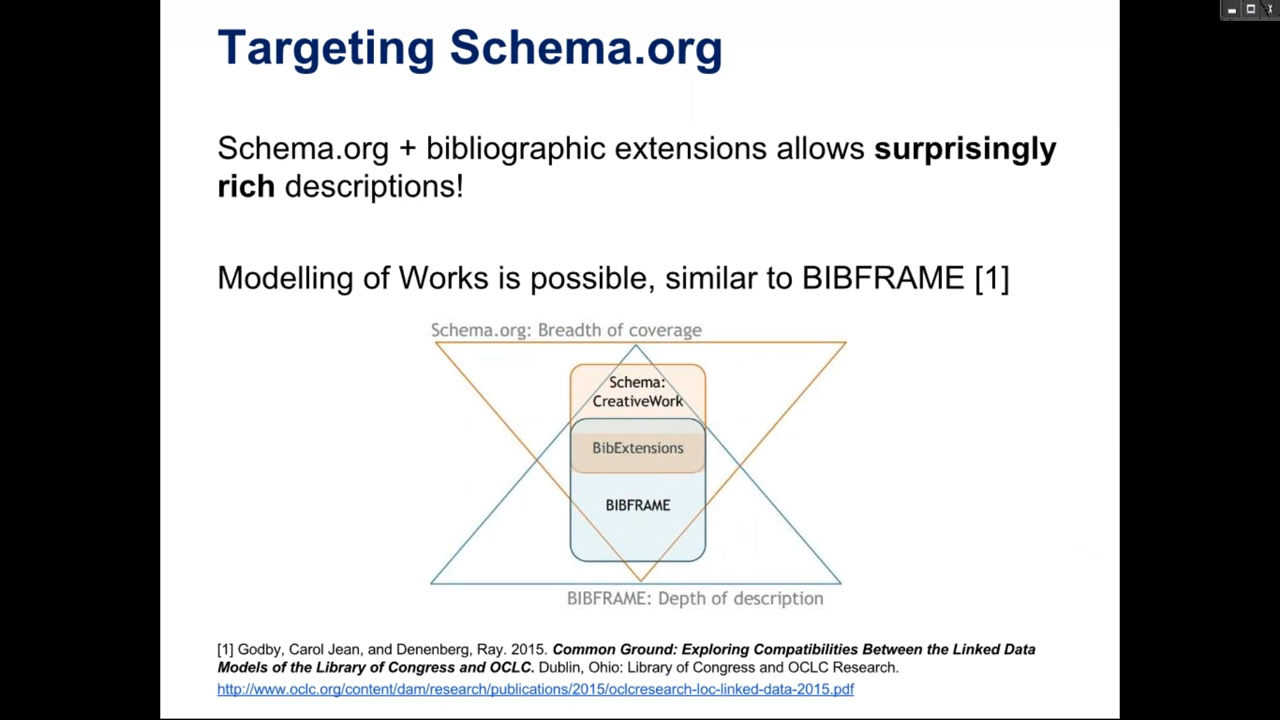 Targeting Schema.org
Schema.org + bibliographic extensions allows surprisingly
rich descriptions!
Modelling of Works is possible, similar to BIBFRAME [1]
Schema.org: Breadth of coverage
Schema:
CreativeWork
BibExtensions
BIBFRAME
BIBFRAME: Depth of description
[1] Godby, Carol Jean, and Denenberg, Ray. 2015. Common Ground: Exploring Compatibilities Between the Linked Data
Models of the Library of Congress and OCLC. Dublin, Ohio: Library of Congress and OCLC Research.
http://www.oclc.org/content/dam/research/publications/2015/oclcresearch-loc-linked-data-2015.pdf